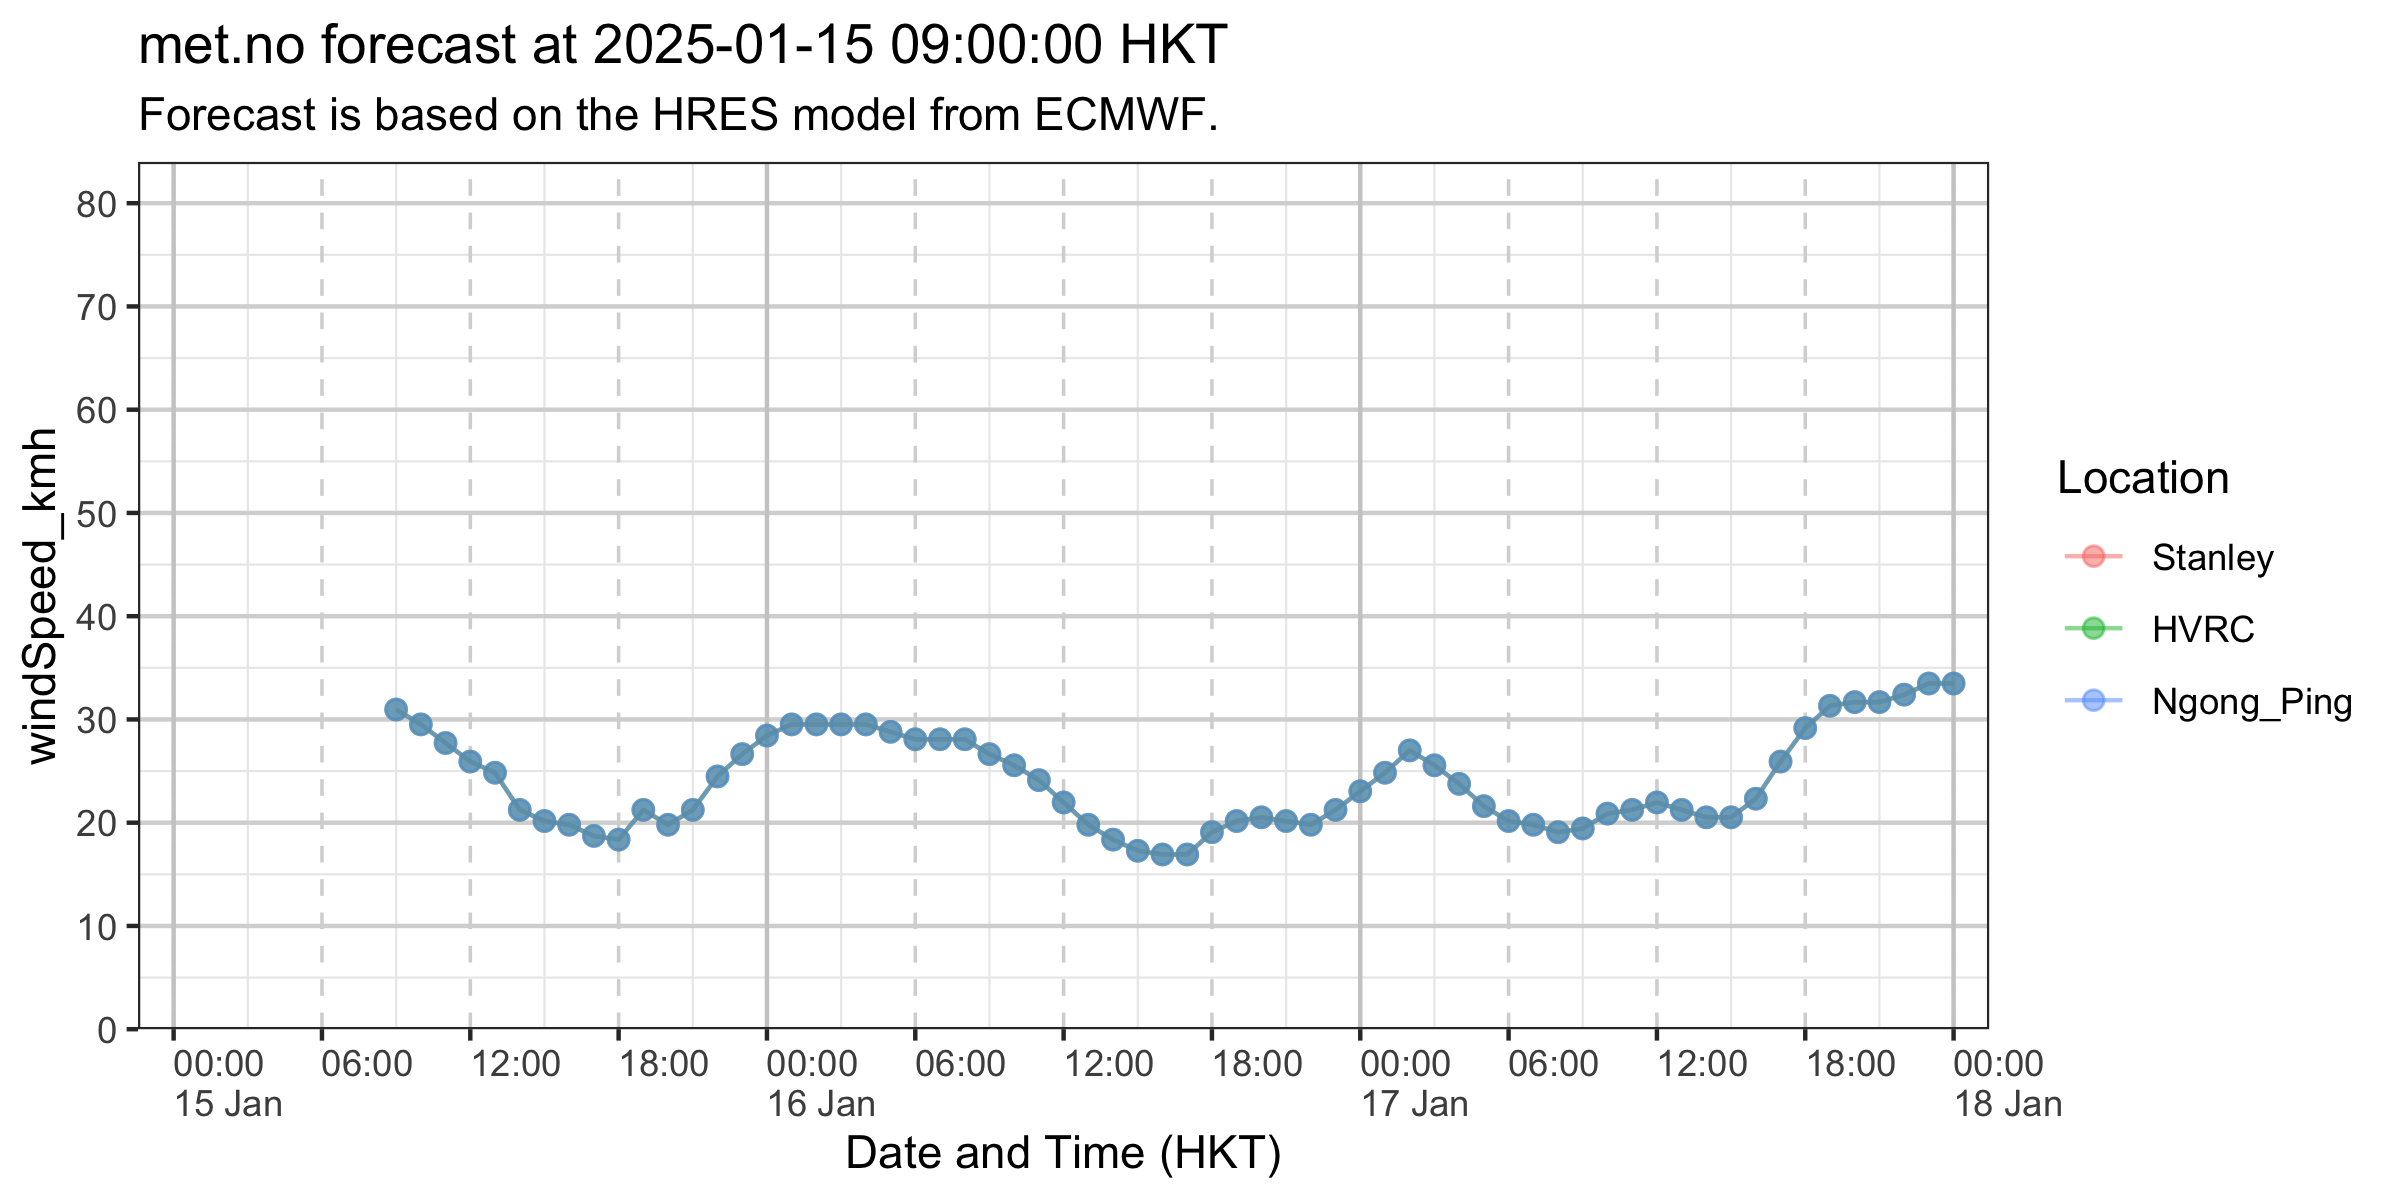 met.no forecast at 2025-01-15 09:00:00 HKT
Forecast is based on the HRES model from ECMWF.
windSpeed_kmh
80
70
60
50
40
30
20
10
0
00:00 06:00 12:00 18:00 00:00 06:00 12:00 18:00 00:00 06:00 12:00 18:00 00:00
15 Jan 16 Jan 17 Jan 18 Jan
Date and Time (HKT)
Location
Stanley
HVRC
Ngong_Ping